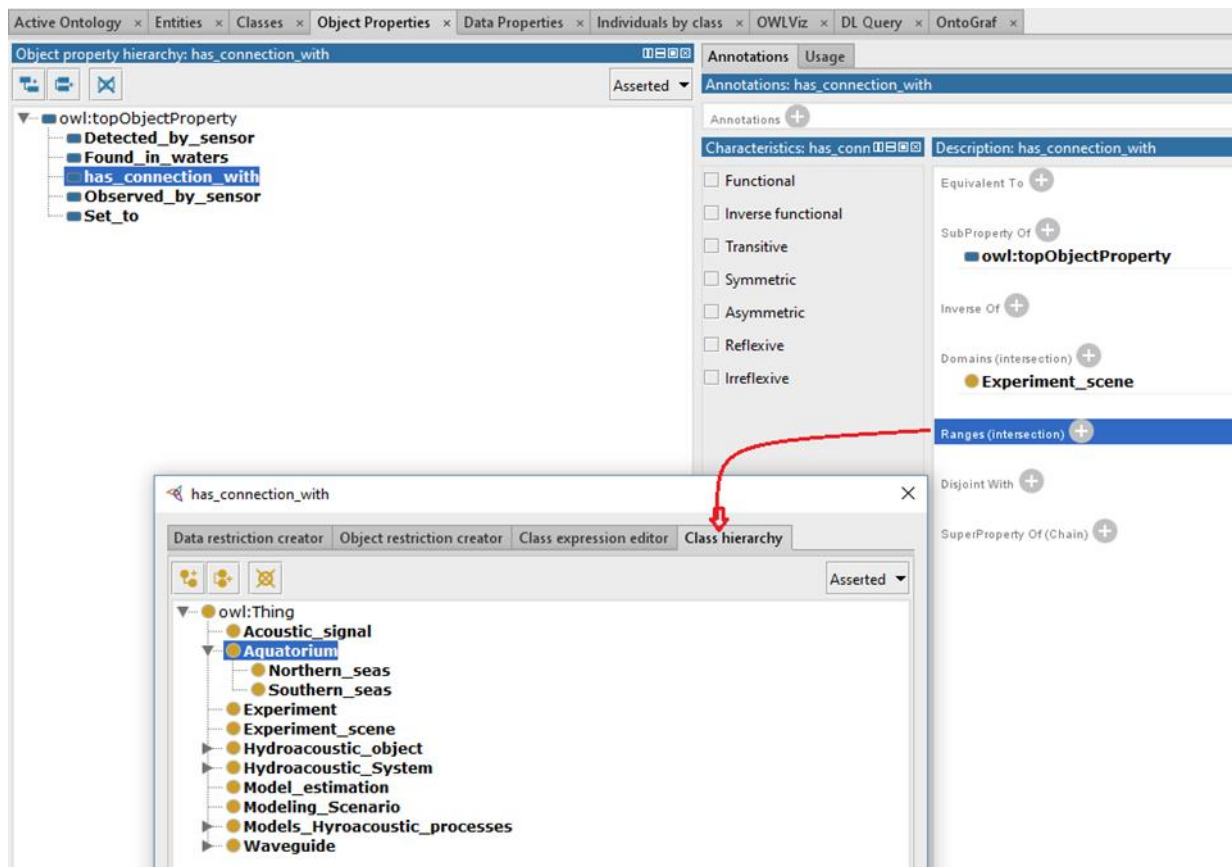 Active Ontology × Entities × Classes × Object Properties × Data Properties × Individuals by class × OWLViz × DL Query × OntoGraf ×
Object property hierarchy: has_connection_with
Asserted
owl:topObjectProperty
Detected_by_sensor
Found_in_waters
has_connection_with
Observed_by_sensor
Set_to
Annotations Usage
Annotations: has_connection_with
Annotations
Characteristics: has_conn
Functional
Inverse functional
Transitive
Symmetric
Asymmetric
Reflexive
Irreflexive
Description: has_connection_with
Equivalent To
SubProperty Of
owl:topObjectProperty
Inverse Of
Domains (intersection)
Experiment_scene
Ranges (intersection)
Disjoint With
SuperProperty Of (Chain)
has_connection_with
Data restriction creator Object restriction creator Class expression editor Class hierarchy
Asserted
owl:Thing
Acoustic_signal
Aquatorium
Northern_seas
Southern_seas
Experiment
Experiment_scene
Hydroacoustic_object
Hydroacoustic_System
Model_estimation
Modeling_Scenario
Models_Hyroacoustic_processes
Waveguide